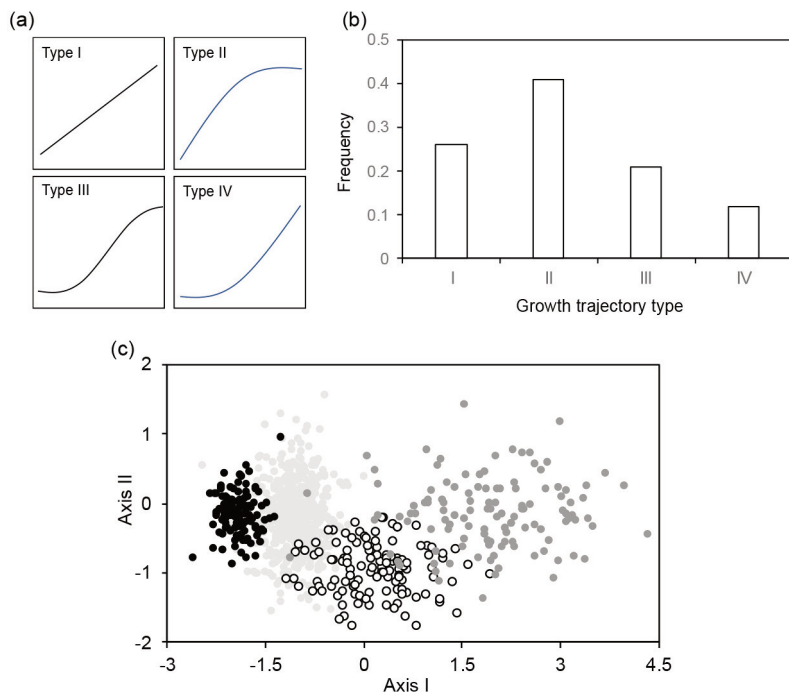 (a)
Type I
Type II
Type III
Type IV
(b)
0.5
0.4
0.3
0.2
0.1
0
Frequency
I II III IV
Growth trajectory type
(c)
2
1
0
-1
-2
Axis II
-3 -1.5 0 1.5 3 4.5
Axis I